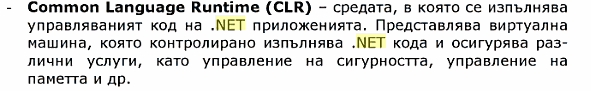 - Common Language Runtime (CLR) – средата, в която се изпълнява
управляваният код на .NET приложенията. Представлява виртуална
машина, която контролирано изпълнява .NET кода и осигурява раз-
лични услуги, като управление на сигурността, управление на
паметта и др.